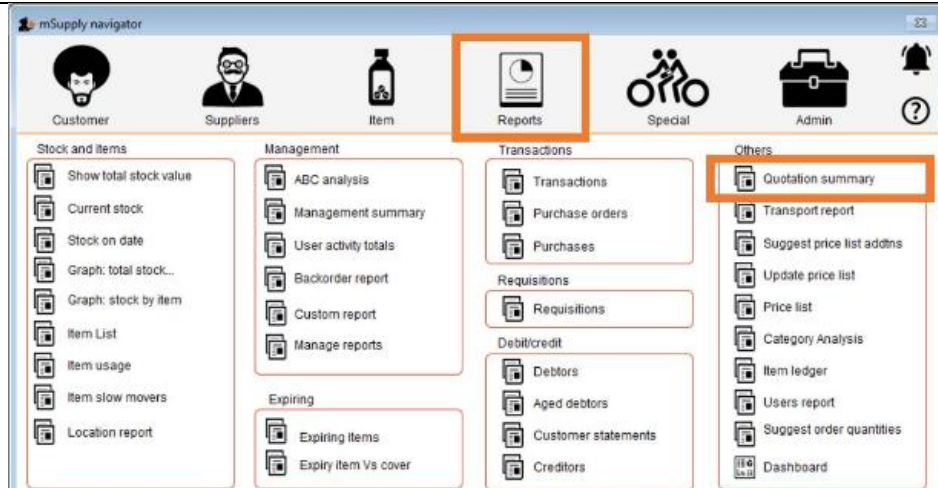 mSupply navigator
Customer
Suppliers
Item
Reports
Special
Admin
Stock and items
Show total stock value
Current stock
Stock on date
Graph: total stock...
Graph: stock by item
Item List
Item usage
Item slow movers
Location report
Management
ABC analysis
Management summary
User activity totals
Backorder report
Custom report
Manage reports
Expiring
Expiring items
Expiry item Vs cover
Transactions
Transactions
Purchase orders
Purchases
Requisitions
Requisitions
Debit/credit
Debtors
Aged debtors
Customer statements
Creditors
Others
Quotation summary
Transport report
Suggest price list addtns
Update price list
Price list
Category Analysis
Item ledger
Users report
Suggest order quantities
Dashboard